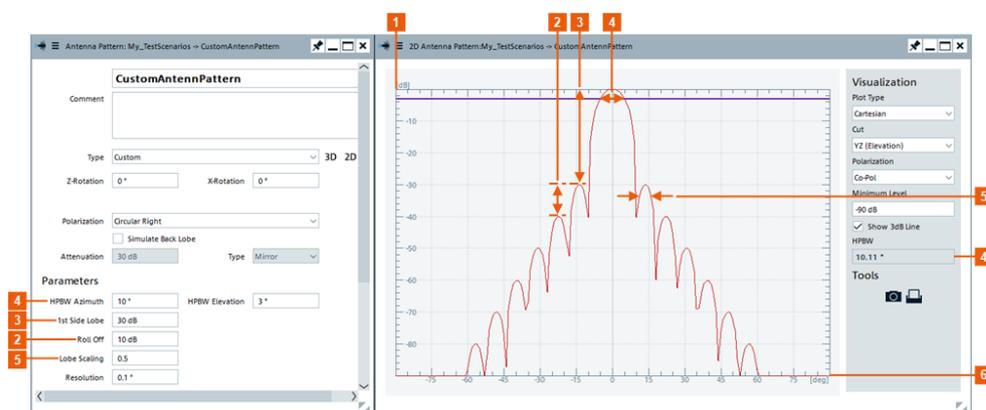 1
2
3
4
Antenna Pattern: My_TestScenarios -> CustomAntennPattern
2D Antenna Pattern:My_TestScenarios -> CustomAntennPattern
CustomAntennPattern
Comment
Type
Custom
3D
2D
Z-Rotation
0 °
X-Rotation
0 °
Polarization
Circular Right
Simulate Back Lobe
Attenuation
30 dB
Type
Mirror
Parameters
4
HPBW Azimuth
10 °
HPBW Elevation
3 °
3
1st Side Lobe
30 dB
2
Roll Off
10 dB
5
Lobe Scaling
0.5
Resolution
0.1 °
[dB]
-10
-20
-30
-40
-50
-60
-70
-80
-75
-60
-45
-30
-15
0
15
30
45
60
[deg]
Visualization
Plot Type
Cartesian
Cut
YZ (Elevation)
Polarization
Co-Pol
Minimum Level
5
-90 dB
Show 3dB Line
HPBW
10.11 °
4
Tools
6